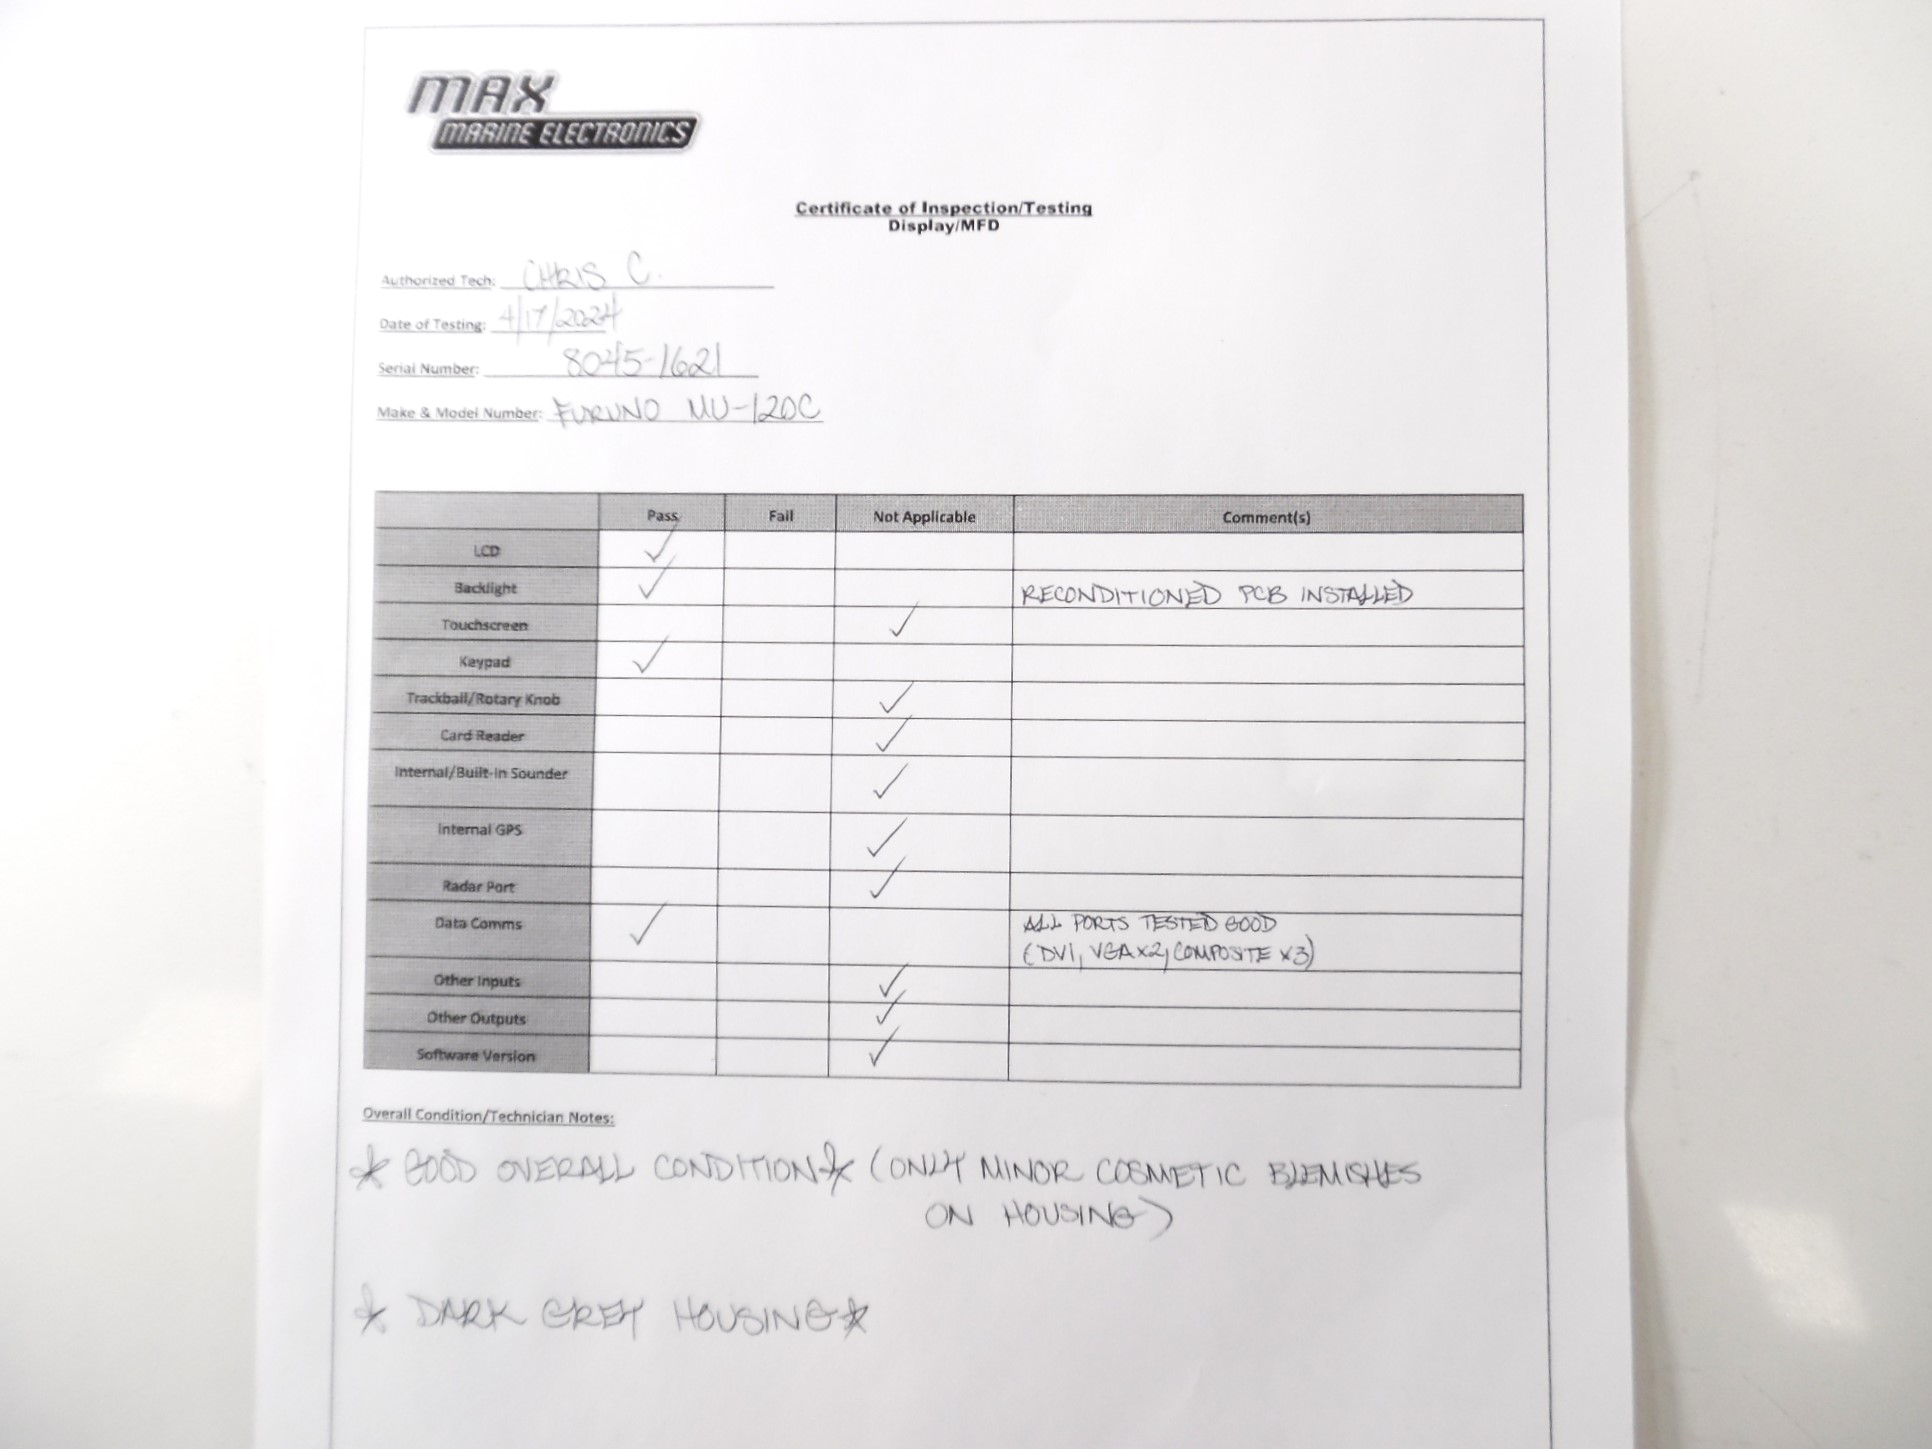 MAX
MARINE ELECTRONICS
Certificate of Inspection/Testing
Display/MFD
Authorized Tech: CHRIS C.
Date of Testing: 4/17/2024
Serial Number: 8045-1621
Make & Model Number: FURUNO MU-120C
Pass Fail Not Applicable Comment(s)
LCD ✓
Backlight ✓ RECONDITIONED PCB INSTALLED
Touchscreen ✓
Keypad ✓
Trackball/Rotary Knob ✓
Card Reader ✓
Internal/Built-In Sounder ✓
Internal GPS ✓
Radar Port ✓
Data Comms ✓ ALL PORTS TESTED GOOD
(DVI, VGA x2, COMPOSITE x3)
Other Inputs ✓
Other Outputs ✓
Software Version ✓
Overall Condition/Technician Notes:
* GOOD OVERALL CONDITION * (ONLY MINOR COSMETIC BLEMISHES
ON HOUSING)
* DARK GREY HOUSING *